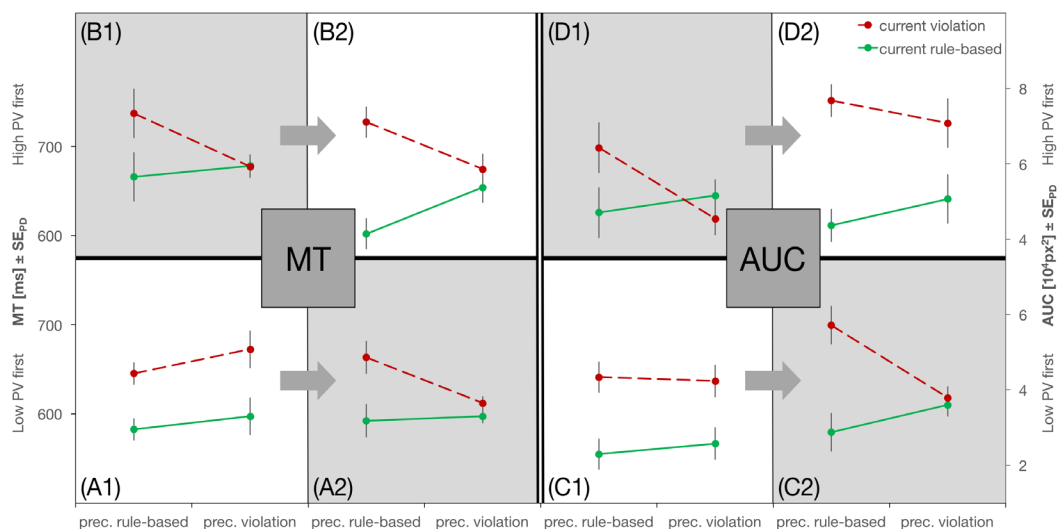 (B1)
(B2)
(D1)
(D2)
current violation
current rule-based
High PV first
Low PV first
MT [ms] ± SEPD
700
600
700
600
MT
AUC
8
6
4
6
4
2
High PV first
Low PV first
AUC [10⁴px²] ± SEPD
(A1)
(A2)
(C1)
(C2)
prec. rule-based
prec. violation
prec. rule-based
prec. violation
prec. rule-based
prec. violation
prec. rule-based
prec. violation